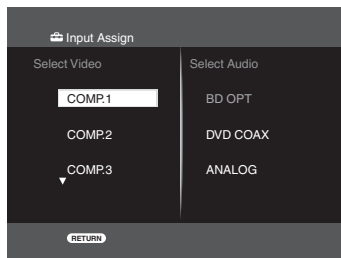 Input Assign
Select Video Select Audio
COMP.1 BD OPT
COMP.2 DVD COAX
COMP.3 ANALOG
RETURN